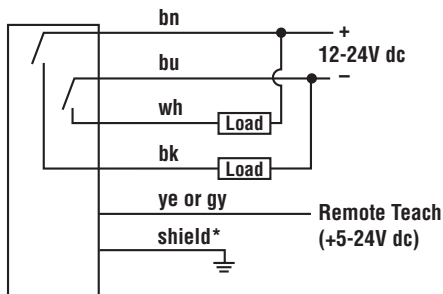 bn
+
12-24V dc
bu
–
wh
Load
bk
Load
ye or gy
Remote Teach
(+5-24V dc)
shield*